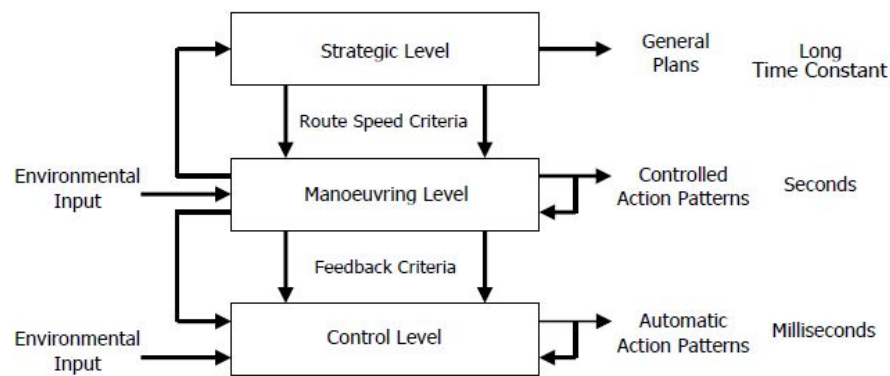 Strategic Level
General
Plans
Long
Time Constant
Route Speed Criteria
Environmental
Input
Manoeuvring Level
Controlled
Action Patterns
Seconds
Feedback Criteria
Environmental
Input
Control Level
Automatic
Action Patterns
Milliseconds